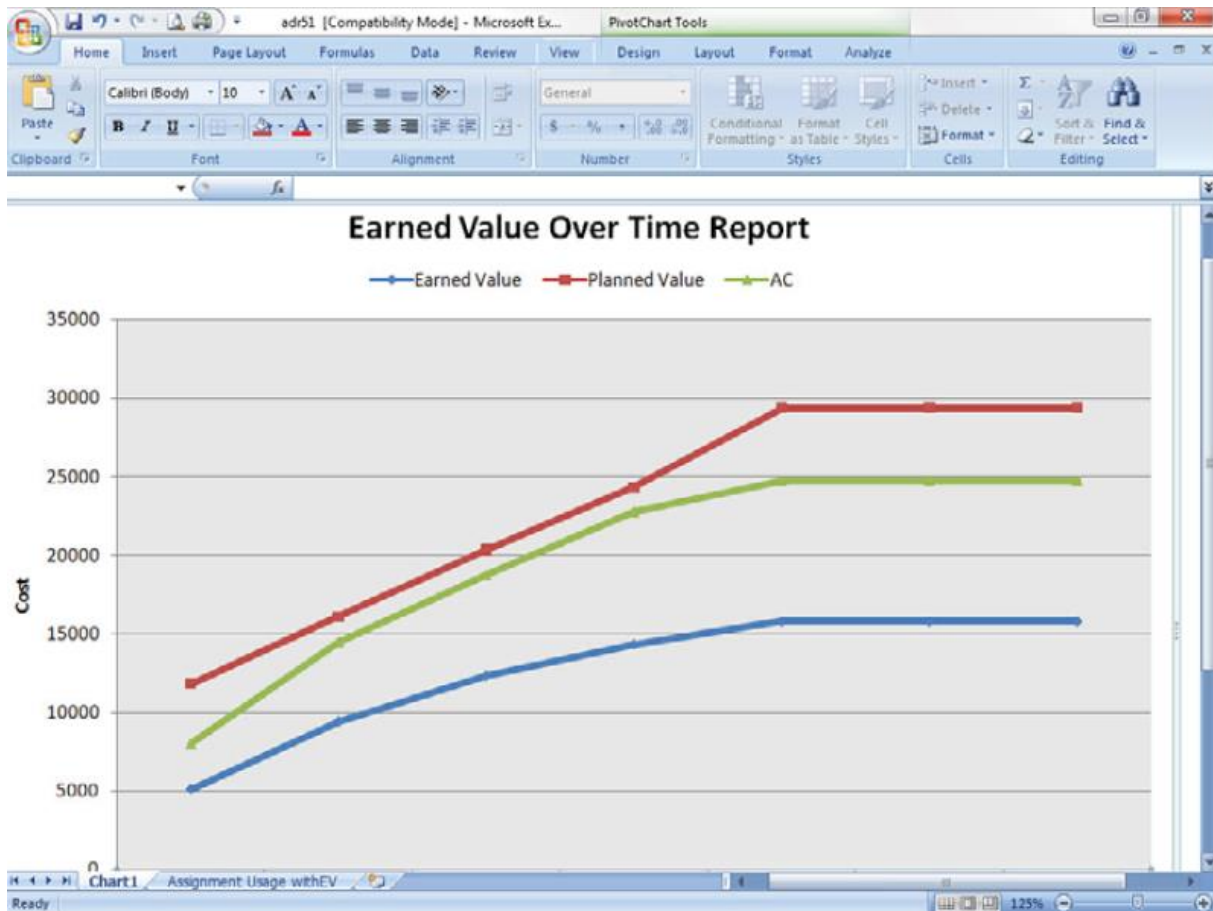 adr51 [Compatibility Mode] - Microsoft Ex... PivotChart Tools
Home Insert Page Layout Formulas Data Review View Design Layout Format Analyze
Paste
Clipboard
Calibri (Body) 10 A A
B I U A
Font
Alignment
General
$ % ,
Number
Conditional Formatting as Table Cell Styles
Styles
Insert
Delete
Format
Cells
Σ
Sort & Filter Find & Select
Editing
fx
Earned Value Over Time Report
Earned Value Planned Value AC
35000
30000
25000
20000
15000
10000
5000
0
Cost
Chart1 Assignment Usage withEV
Ready 125%